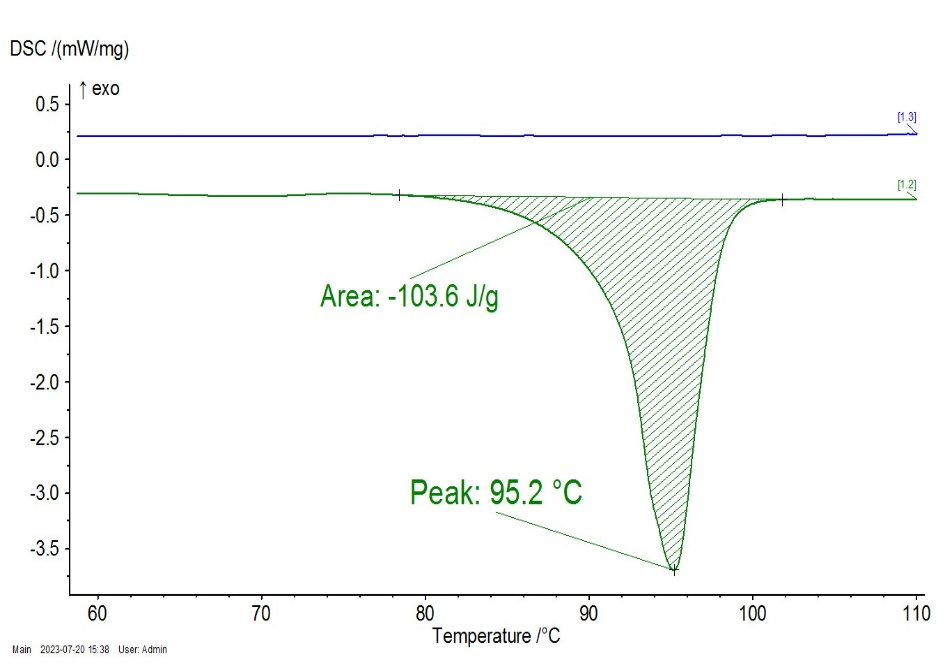 DSC /(mW/mg)
↑ exo
0.5
[1.3]
0.0
[1.2]
-0.5
-1.0
Area: -103.6 J/g
-1.5
-2.0
-2.5
-3.0
Peak: 95.2 °C
-3.5
60 70 80 90 100 110
Temperature /°C
Main 2023-07-20 15:38 User: Admin